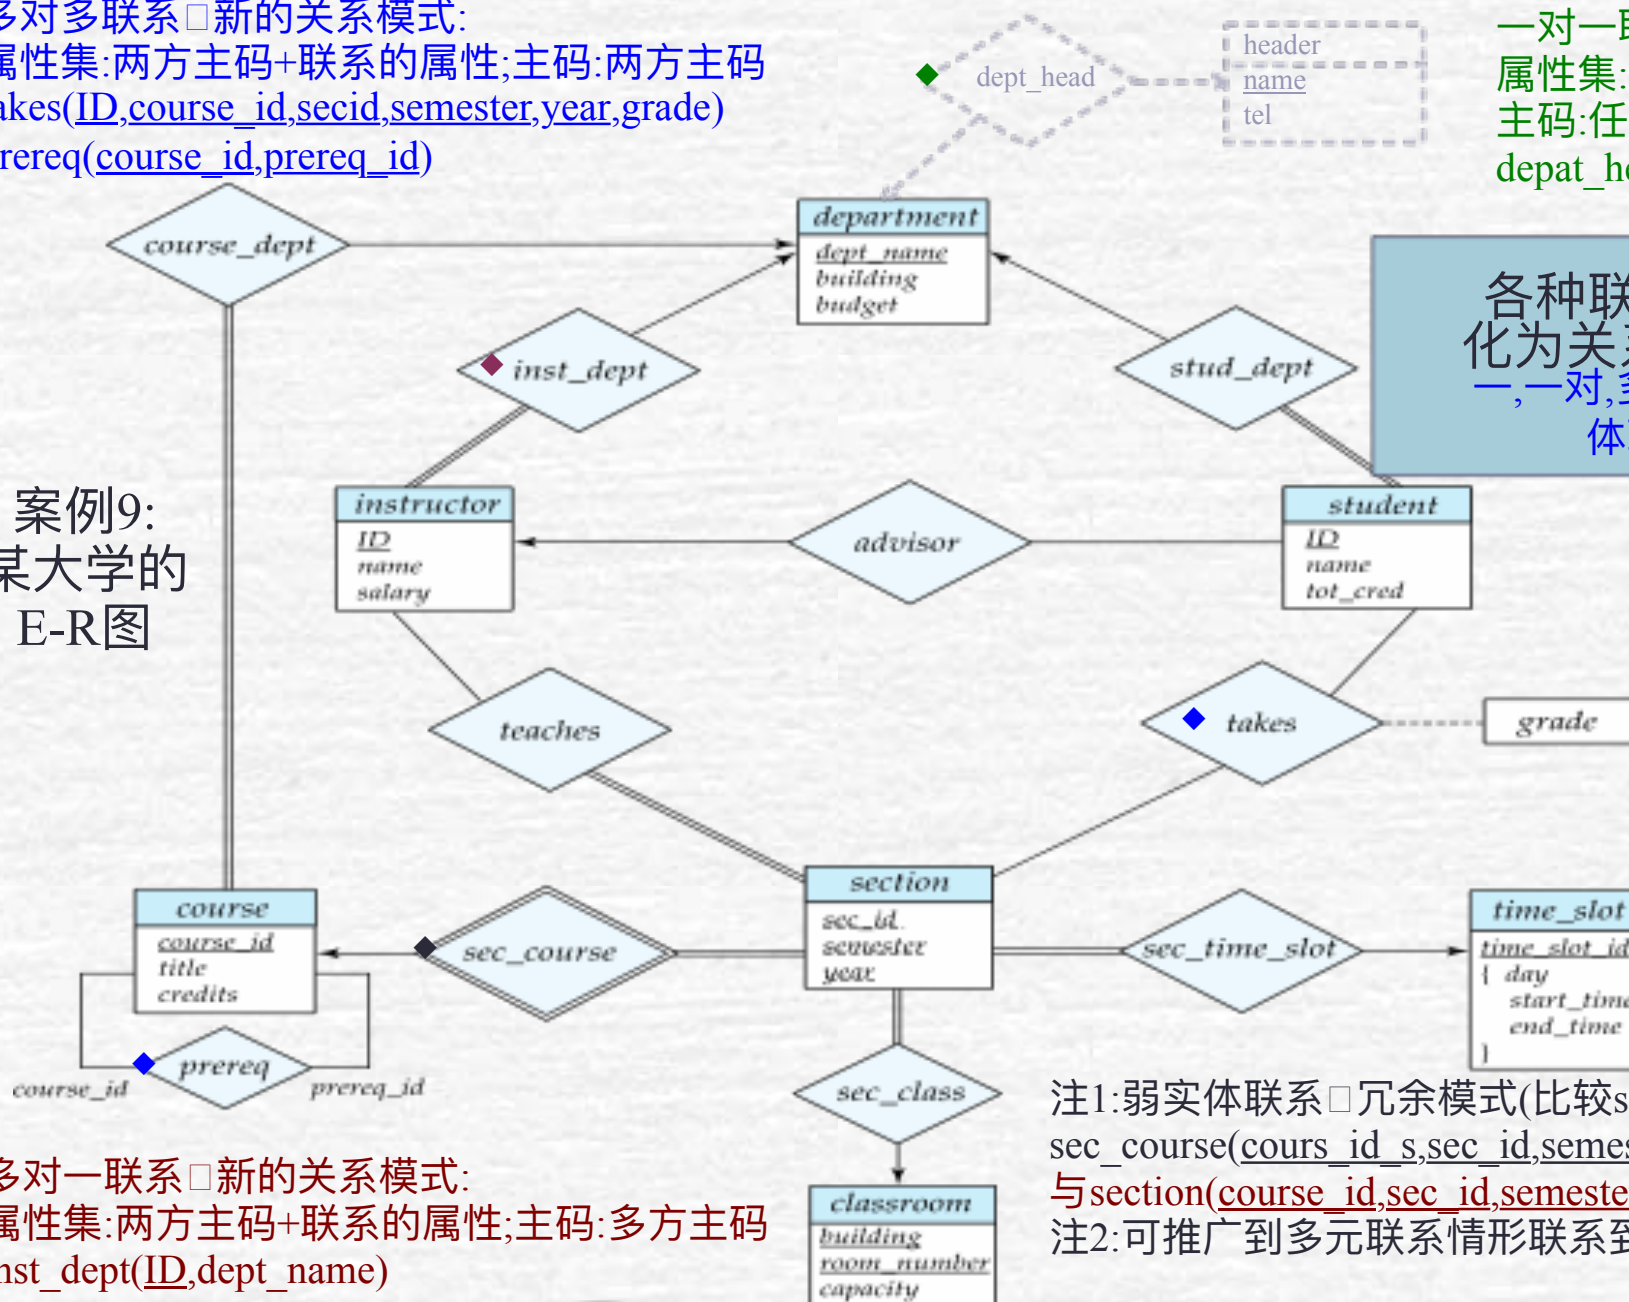 多对多联系□新的关系模式:
属性集:两方主码+联系的属性;主码:两方主码
akes(ID,course_id,secid,semester,year,grade)
rereq(course_id,prereq_id)
dept_head
header
name
tel
一对一
属性集:
主码:任
depat_h
course_dept
department
dept_name
building
budget
各种联
化为关
一,一对,
体
inst_dept
stud_dept
案例9:
某大学的
E-R图
instructor
ID
name
salary
advisor
student
ID
name
tot_cred
teaches
takes
grade
course
course_id
title
credits
sec_course
section
sec_id
semester
year
sec_time_slot
time_slot
time_slot_id
{ day
start_time
end_time
}
prereq
course_id
prereq_id
sec_class
注1:弱实体联系□冗余模式(比较s
sec_course(cours_id_s,sec_id,semes
与section(course_id,sec_id,semeste
注2:可推广到多元联系情形联系到
多对一联系□新的关系模式:
属性集:两方主码+联系的属性;主码:多方主码
nst_dept(ID,dept_name)
classroom
building
room_number
capacity